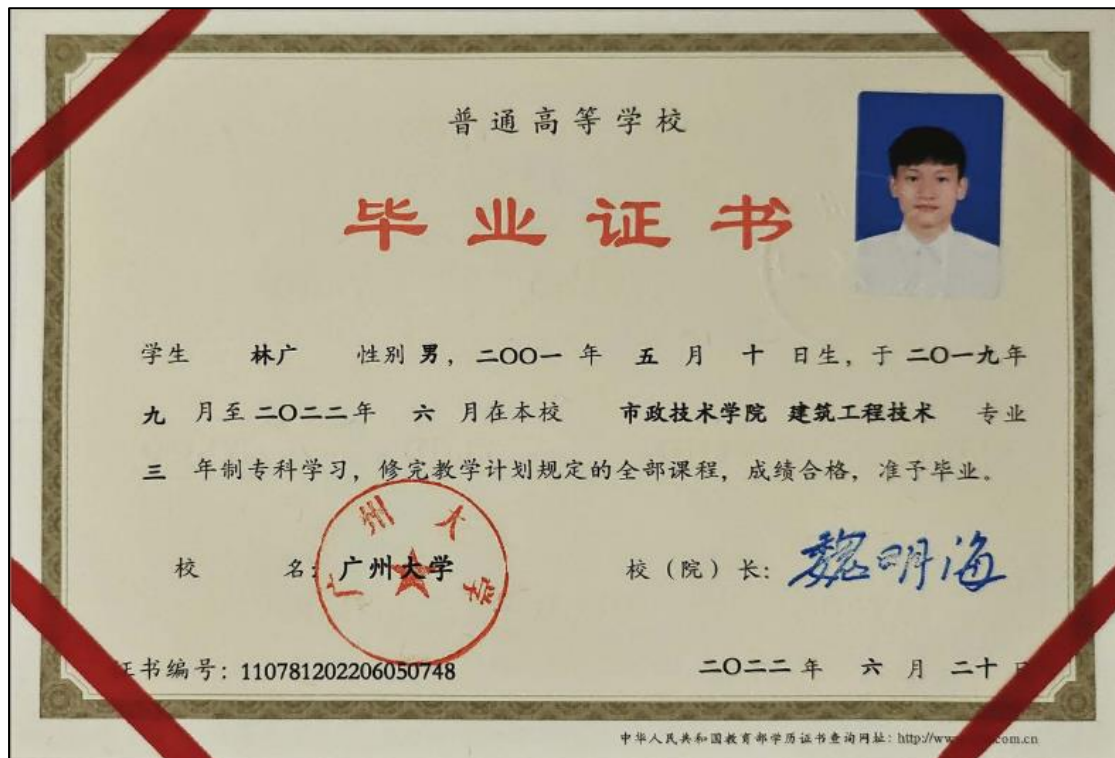 普通高等学校
毕业证书
学生 林广 性别 男，二〇〇一 年 五 月 十 日生，于 二〇一九年
九 月至 二〇二二年 六 月在本校 市政技术学院 建筑工程技术 专业
三 年制专科学习，修完教学计划规定的全部课程，成绩合格，准予毕业。
校 名：广州大学
广州大学
校（院）长：魏明海
证书编号：110781202206050748
二〇二二 年 六 月 二十 日
中华人民共和国教育部学历证书查询网址：http://ww com.cn